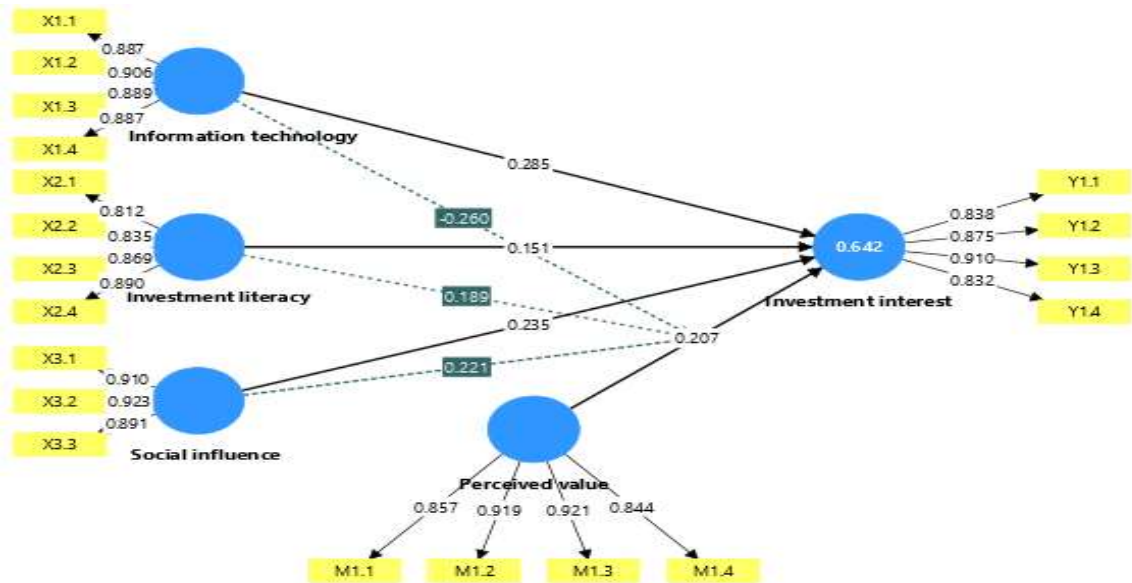 X1.1
0.887
X1.2
0.906
X1.3
0.889
0.887
X1.4
Information technology
X2.1
0.812
X2.2
0.835
X2.3
0.869
0.890
X2.4
Investment literacy
X3.1
0.910
X3.2
0.923
0.891
X3.3
Social influence
0.285
-0.260
0.151
0.189
0.235
0.221
0.207
0.642
Investment interest
Y1.1
0.838
Y1.2
0.875
0.910
Y1.3
0.832
Y1.4
Perceived value
0.857
0.919
0.921
0.844
M1.1
M1.2
M1.3
M1.4